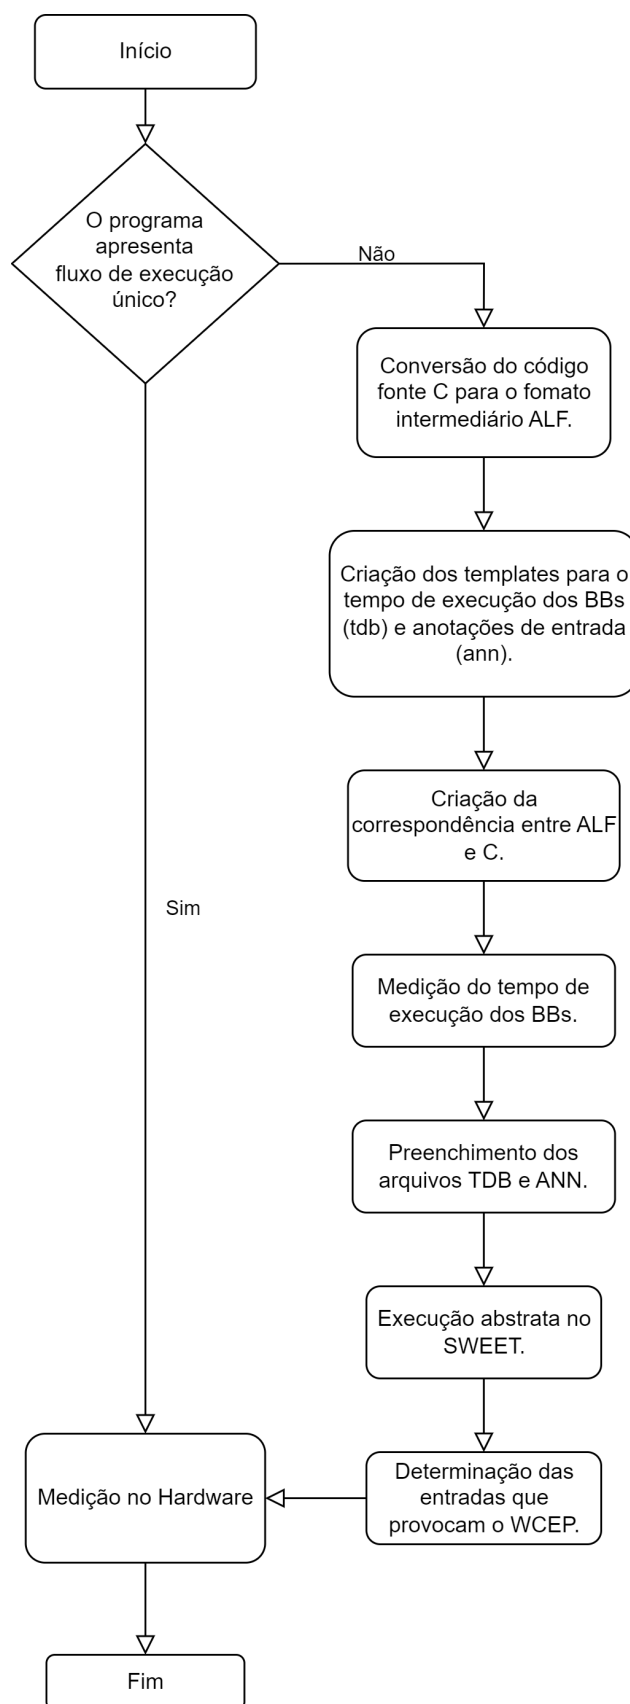 Início
O programa
apresenta
fluxo de execução
único?
Não
Conversão do código
fonte C para o fomato
intermediário ALF.
Criação dos templates para o
tempo de execução dos BBs
(tdb) e anotações de entrada
(ann).
Criação da
correspondência entre ALF
e C.
Sim
Medição do tempo de
execução dos BBs.
Preenchimento dos
arquivos TDB e ANN.
Execução abstrata no
SWEET.
Determinação das
entradas que
provocam o WCEP.
Medição no Hardware
Fim